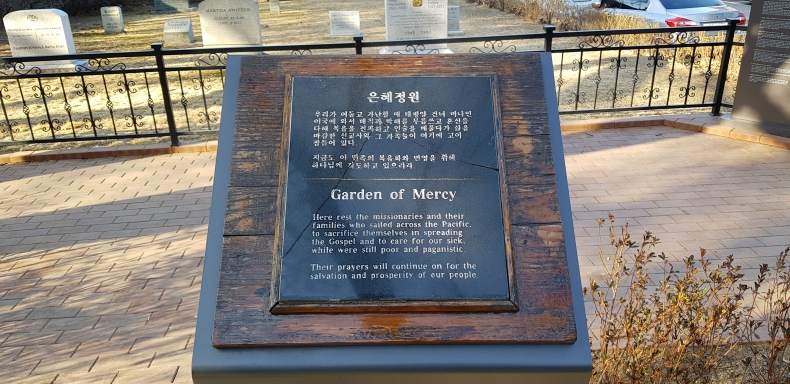 은혜정원
우리가 어둡고 가난할 때 태평양 건너 머나먼
이국에 와서 배척과 박해를 무릅쓰고 혼신을
다해 복음을 전파하고 인술을 베풀다가 삶을
마감한 선교사와 그 가족들이 여기에 고이
잠들어 있다.
지금도 이 민족의 복음화와 번영을 위해
하나님께 기도하고 있으리라.
Garden of Mercy
Here rest the missionaries and their
families who sailed across the Pacific,
to sacrifice themselves in spreading
the Gospel and to care for our sick,
while were still poor and paganistic.
Their prayers will continue on for the
salvation and prosperity of our people.
MARTHA SWITZER